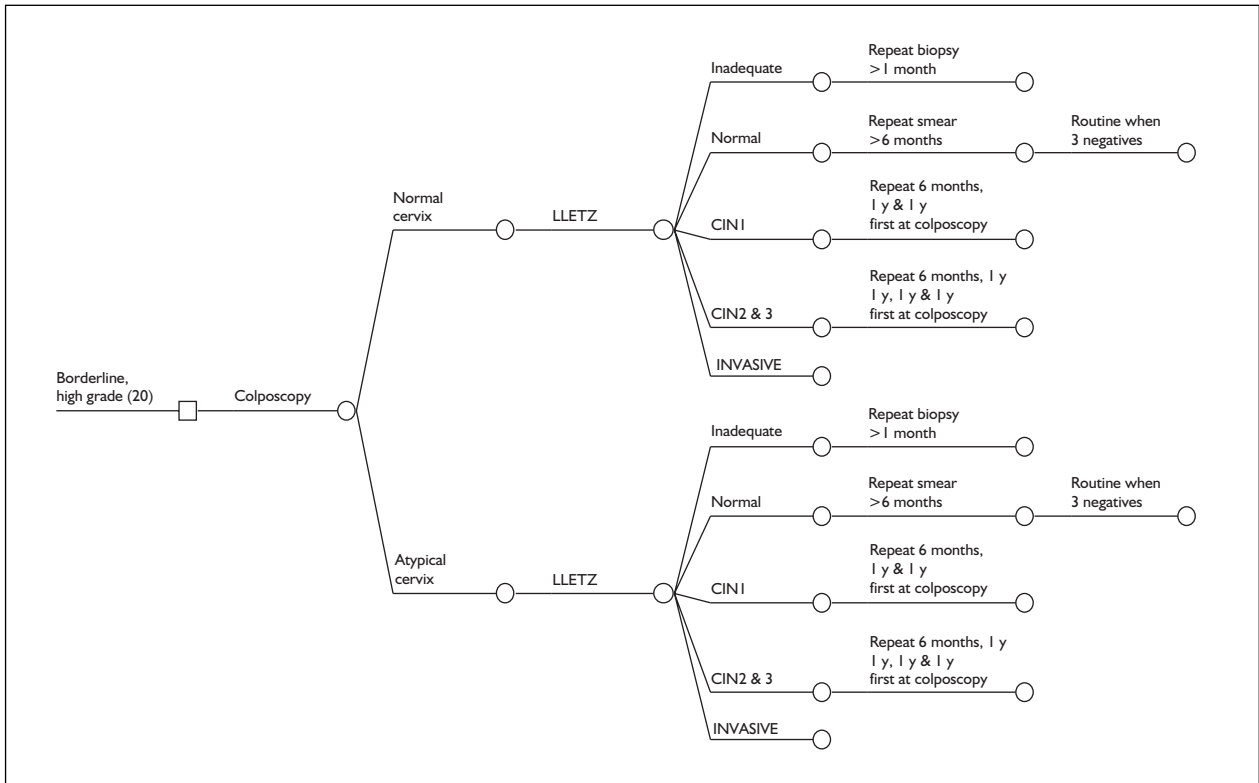 Borderline,
high grade (20)
Colposcopy
Normal
cervix
LLETZ
Inadequate
Repeat biopsy
>1 month
Normal
Repeat smear
>6 months
Routine when
3 negatives
CIN1
Repeat 6 months,
1 y & 1 y
first at colposcopy
CIN2 & 3
Repeat 6 months, 1 y
1 y, 1 y & 1 y
first at colposcopy
INVASIVE
Atypical
cervix
LLETZ
Inadequate
Repeat biopsy
>1 month
Normal
Repeat smear
>6 months
Routine when
3 negatives
CIN1
Repeat 6 months,
1 y & 1 y
first at colposcopy
CIN2 & 3
Repeat 6 months, 1 y
1 y, 1 y & 1 y
first at colposcopy
INVASIVE